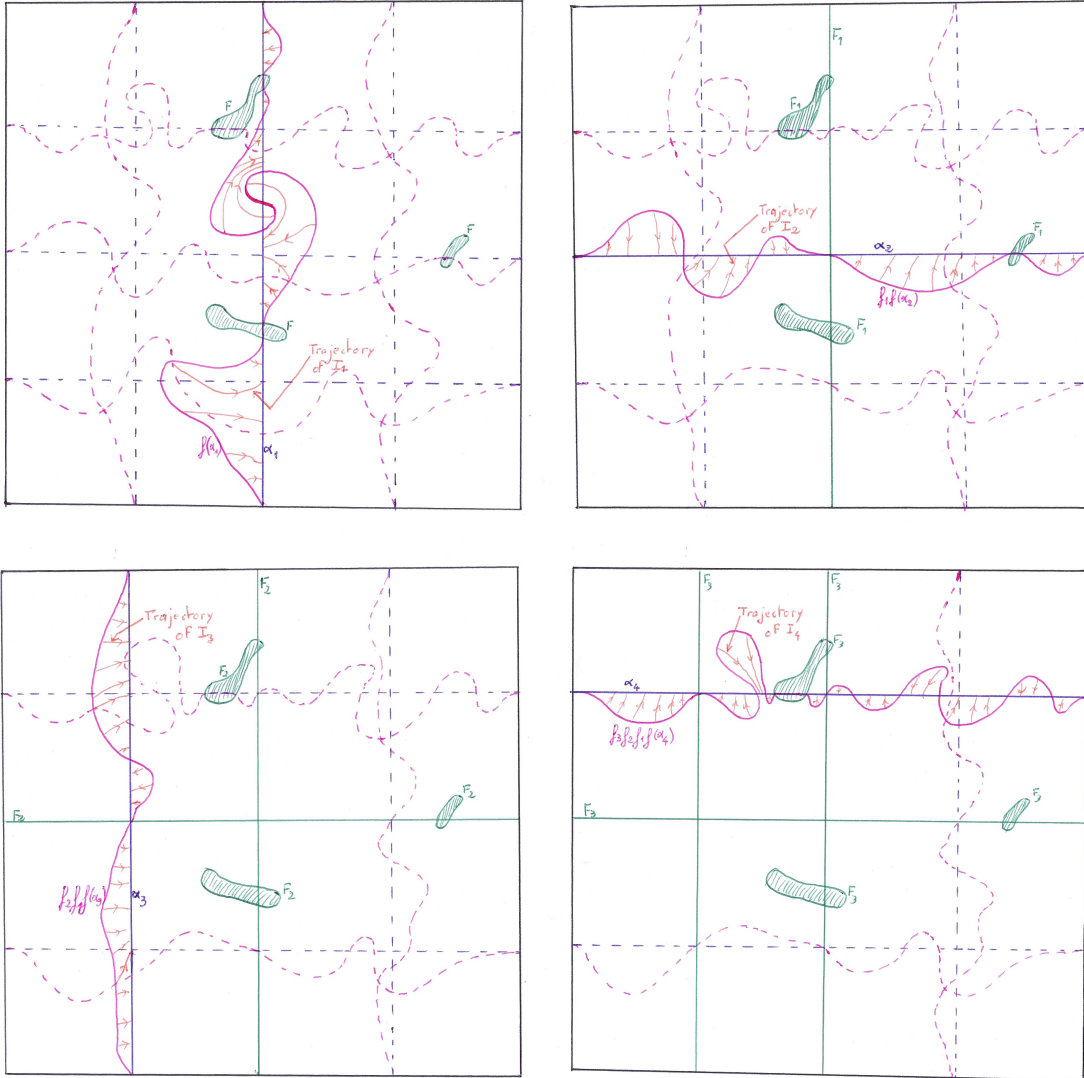 F
F
F
Trajectory
of I₁
f(α₁)
α₁
F₁
F₁
Trajectory
of I₂
α₂
F₁
f₁f(α₂)
F₁
F₂
Trajectory
of I₃
F₂
F₂
F₂
f₂f₁f(α₃)
α₃
F₂
F₃
F₃
Trajectory
of I₄
F₃
α₄
f₃f₂f₁f(α₄)
F₃
F₃
F₃